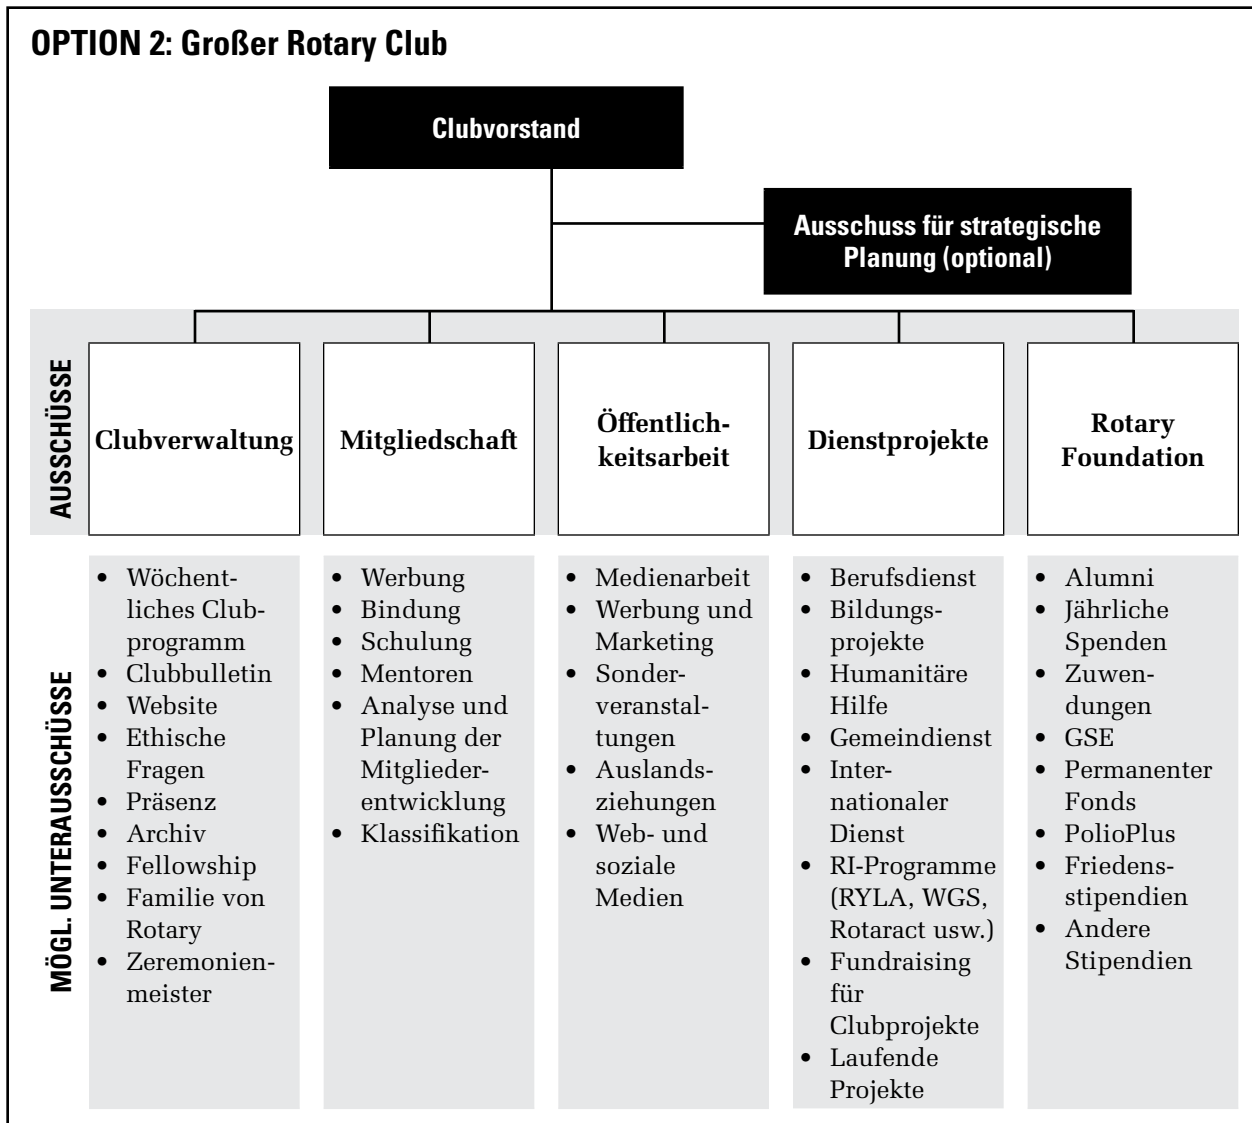 OPTION 2: Großer Rotary Club
Clubvorstand
Ausschuss für strategische
Planung (optional)
AUSSCHÜSSE
Clubverwaltung
Mitgliedschaft
Öffentlich-
keitsarbeit
Dienstprojekte
Rotary
Foundation
MÖGL. UNTERAUSSCHÜSSE
• Wöchent-
liches Club-
programm
• Clubbulletin
• Website
• Ethische
Fragen
• Präsenz
• Archiv
• Fellowship
• Familie von
Rotary
• Zeremonien-
meister
• Werbung
• Bindung
• Schulung
• Mentoren
• Analyse und
Planung der
Mitglieder-
entwicklung
• Klassifikation
• Medienarbeit
• Werbung und
Marketing
• Sonder-
veranstal-
tungen
• Auslands-
ziehungen
• Web- und
soziale
Medien
• Berufsdienst
• Bildungs-
projekte
• Humanitäre
Hilfe
• Gemeindienst
• Inter-
nationaler
Dienst
• RI-Programme
(RYLA, WGS,
Rotaract usw.)
• Fundraising
für
Clubprojekte
• Laufende
Projekte
• Alumni
• Jährliche
Spenden
• Zuwen-
dungen
• GSE
• Permanenter
Fonds
• PolioPlus
• Friedens-
stipendien
• Andere
Stipendien